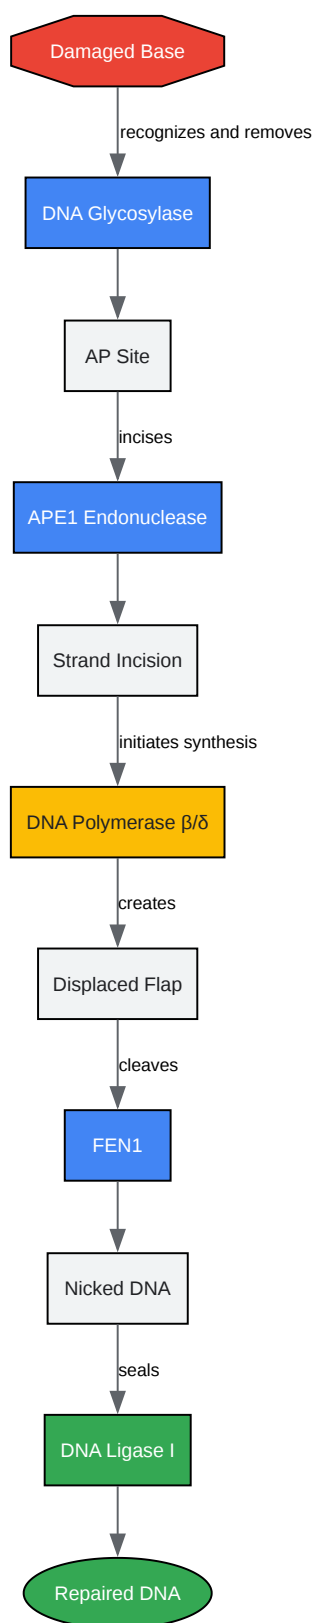 Damaged Base
recognizes and removes
DNA Glycosylase
AP Site
incises
APE1 Endonuclease
Strand Incision
initiates synthesis
DNA Polymerase β/δ
creates
Displaced Flap
cleaves
FEN1
Nicked DNA
seals
DNA Ligase I
Repaired DNA